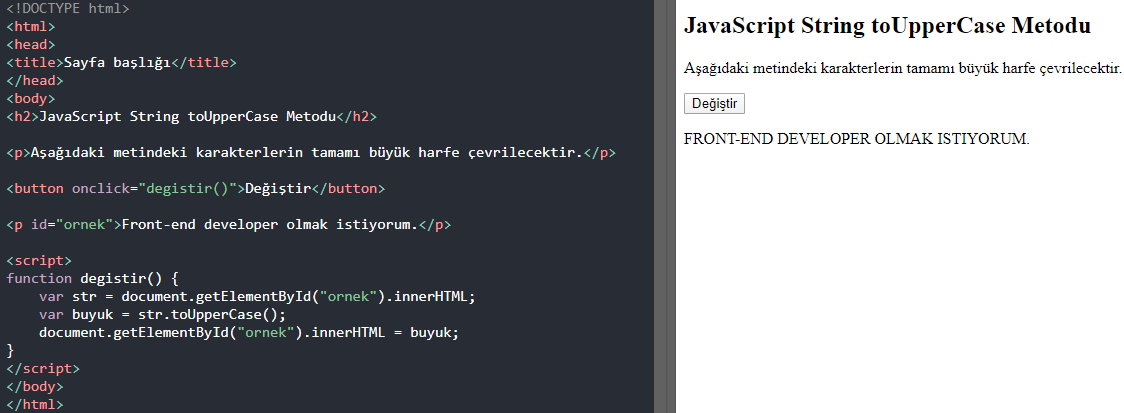 <!DOCTYPE html>
<html>
<head>
<title>Sayfa başlığı</title>
</head>
<body>
<h2>JavaScript String toUpperCase Metodu</h2>
<p>Aşağıdaki metindeki karakterlerin tamamı büyük harfe çevrilecektir.</p>
<button onclick="degistir()">Değiştir</button>
<p id="ornek">Front-end developer olmak istiyorum.</p>
<script>
function degistir() {
    var str = document.getElementById("ornek").innerHTML;
    var buyuk = str.toUpperCase();
    document.getElementById("ornek").innerHTML = buyuk;
}
</script>
</body>
</html>
JavaScript String toUpperCase Metodu
Aşağıdaki metindeki karakterlerin tamamı büyük harfe çevrilecektir.
Değiştir
FRONT-END DEVELOPER OLMAK ISTIYORUM.